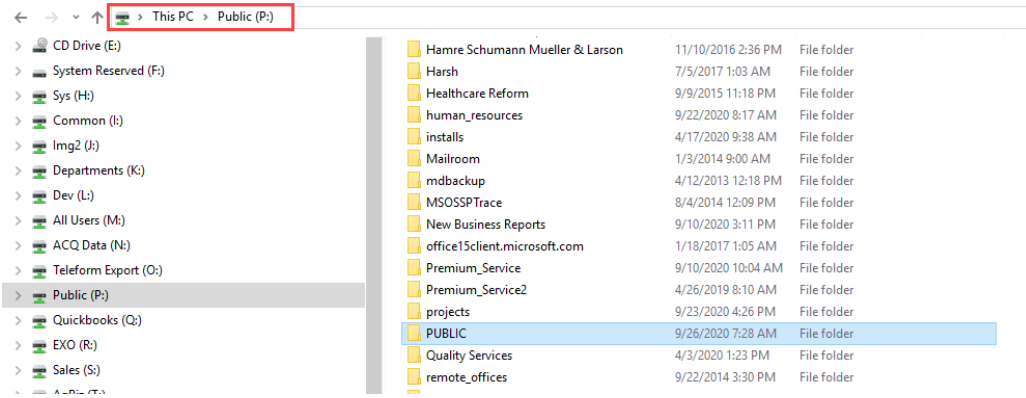 This PC > Public (P:)
CD Drive (E:)
System Reserved (F:)
Sys (H:)
Common (I:)
Img2 (J:)
Departments (K:)
Dev (L:)
All Users (M:)
ACQ Data (N:)
Teleform Export (O:)
Public (P:)
Quickbooks (Q:)
EXO (R:)
Sales (S:)
AgBiz (T:)
Hamre Schumann Mueller & Larson 11/10/2016 2:36 PM File folder
Harsh 7/5/2017 1:03 AM File folder
Healthcare Reform 9/9/2015 11:18 PM File folder
human_resources 9/22/2020 8:17 AM File folder
installs 4/17/2020 9:38 AM File folder
Mailroom 1/3/2014 9:00 AM File folder
mdbackup 4/12/2013 12:18 PM File folder
MSOSSPTrace 8/4/2014 12:09 PM File folder
New Business Reports 9/10/2020 3:11 PM File folder
office15client.microsoft.com 1/18/2017 1:05 AM File folder
Premium_Service 9/10/2020 10:04 AM File folder
Premium_Service2 4/26/2019 8:10 AM File folder
projects 9/23/2020 4:26 PM File folder
PUBLIC 9/26/2020 7:28 AM File folder
Quality Services 4/3/2020 1:23 PM File folder
remote_offices 9/22/2014 3:30 PM File folder